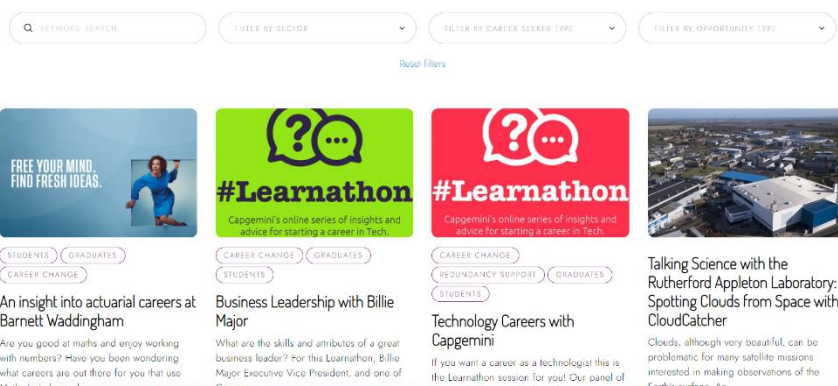 KEYWORD SEARCH
FILTER BY SECTOR
FILTER BY CAREER SEEKER TYPE
FILTER BY OPPORTUNITY TYPE
Reset filters
FREE YOUR MIND.
FIND FRESH IDEAS.
STUDENTS
GRADUATES
CAREER CHANGE
An insight into actuarial careers at
Barnett Waddingham
Are you good at maths and enjoy working
with numbers? Have you been wondering
what careers are out there for you that use
#Learnathon
Capgemini's online series of insights and
advice for starting a career in Tech.
CAREER CHANGE
GRADUATES
STUDENTS
Business Leadership with Billie
Major
What are the skills and attributes of a great
business leader? For this Learnathon, Billie
Major Executive Vice President, and one of
#Learnathon
Capgemini's online series of insights and
advice for starting a career in Tech.
CAREER CHANGE
REDUNDANCY SUPPORT
GRADUATES
STUDENTS
Technology Careers with
Capgemini
If you want a career as a technologist this is
the Learnathon session for you! Our panel of
Talking Science with the
Rutherford Appleton Laboratory:
Spotting Clouds from Space with
CloudCatcher
Clouds, although very beautiful, can be
problematic for many satellite missions
interested in making observations of the